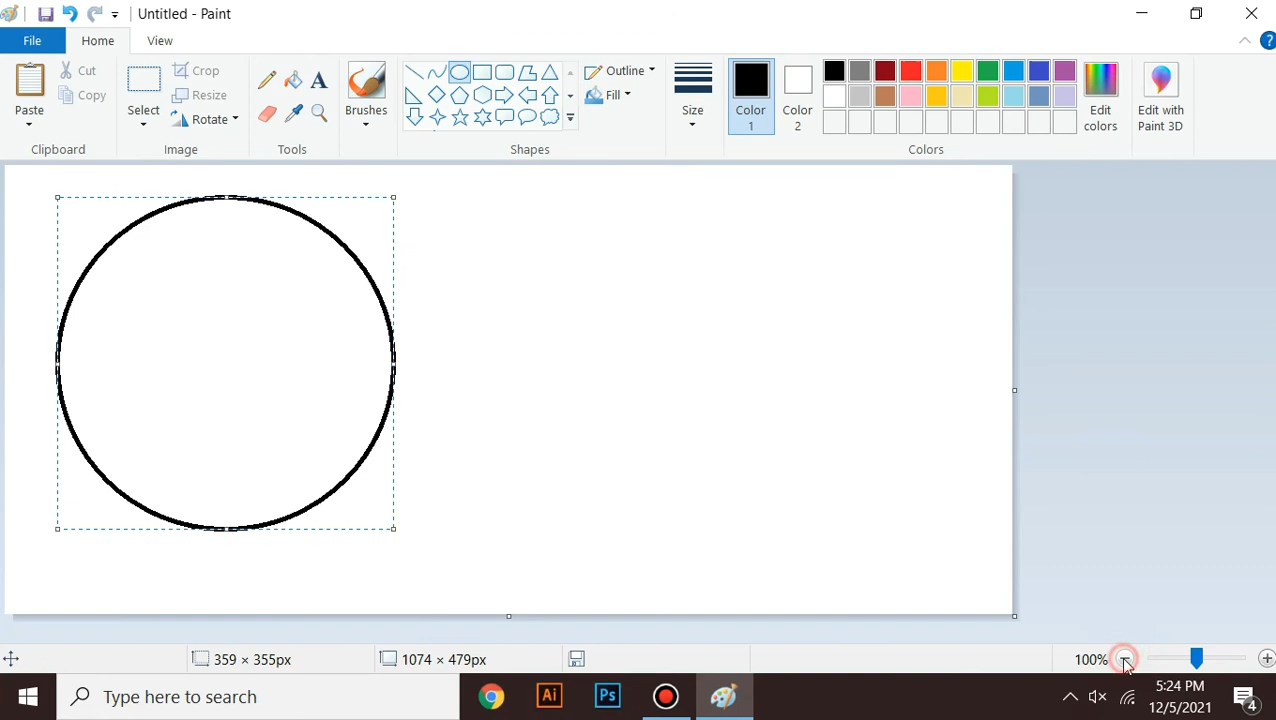 Untitled - Paint
File
Home
View
Paste
Cut
Copy
Clipboard
Select
Crop
Resize
Rotate
Image
A
Tools
Brushes
Outline
Fill
Shapes
Size
Color
1
Color
2
Edit
colors
Edit with
Paint 3D
Colors
?
359 × 355px
1074 × 479px
100%
Type here to search
Ai
Ps
5:24 PM
12/5/2021
4